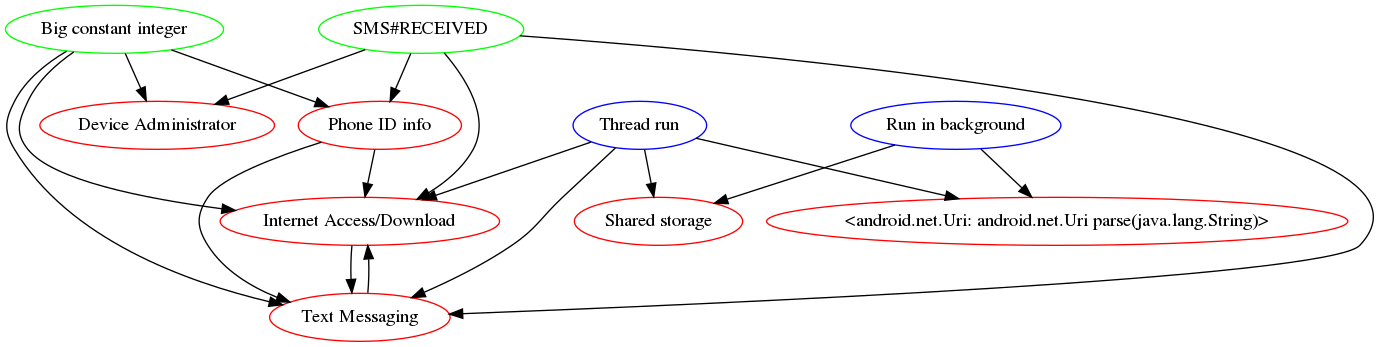 Big constant integer
SMS#RECEIVED
Device Administrator
Phone ID info
Thread run
Run in background
Internet Access/Download
Shared storage
<android.net.Uri: android.net.Uri parse(java.lang.String)>
Text Messaging